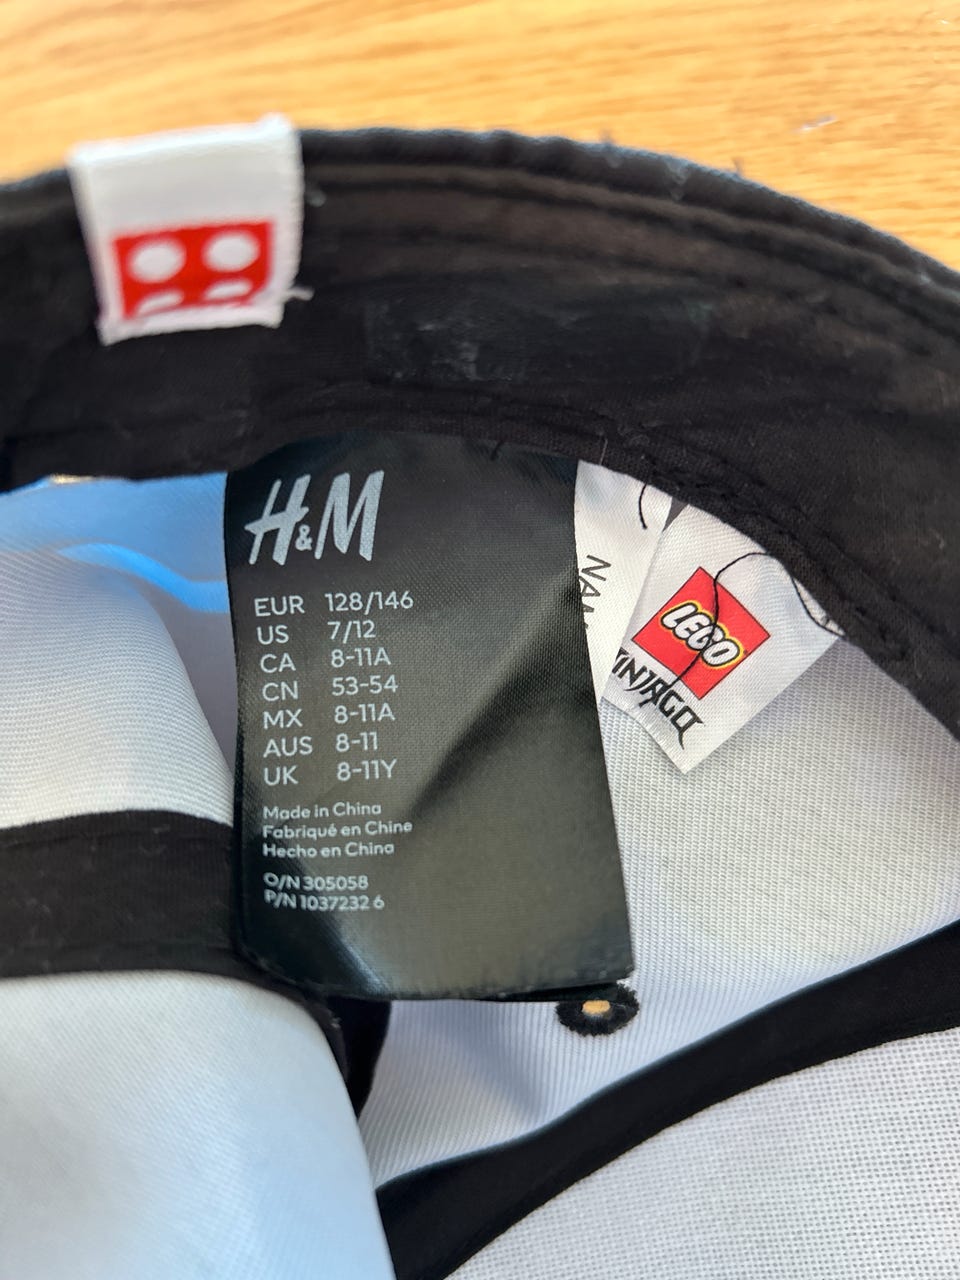 H&M
EUR 128/146
US 7/12
CA 8-11A
CN 53-54
MX 8-11A
AUS 8-11
UK 8-11Y
Made in China
Fabriqué en Chine
Hecho en China
O/N 305058
P/N 1037232 6
LEGO
NINJAGO